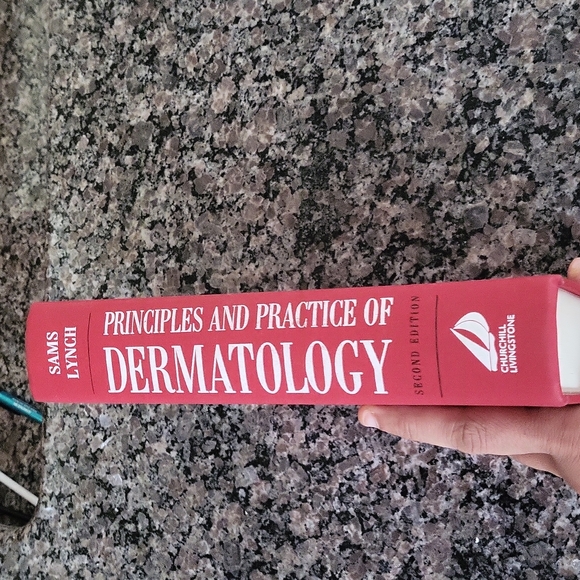 SAMS
LYNCH
PRINCIPLES AND PRACTICE OF
DERMATOLOGY
SECOND EDITION
CHURCHILL
LIVINGSTONE